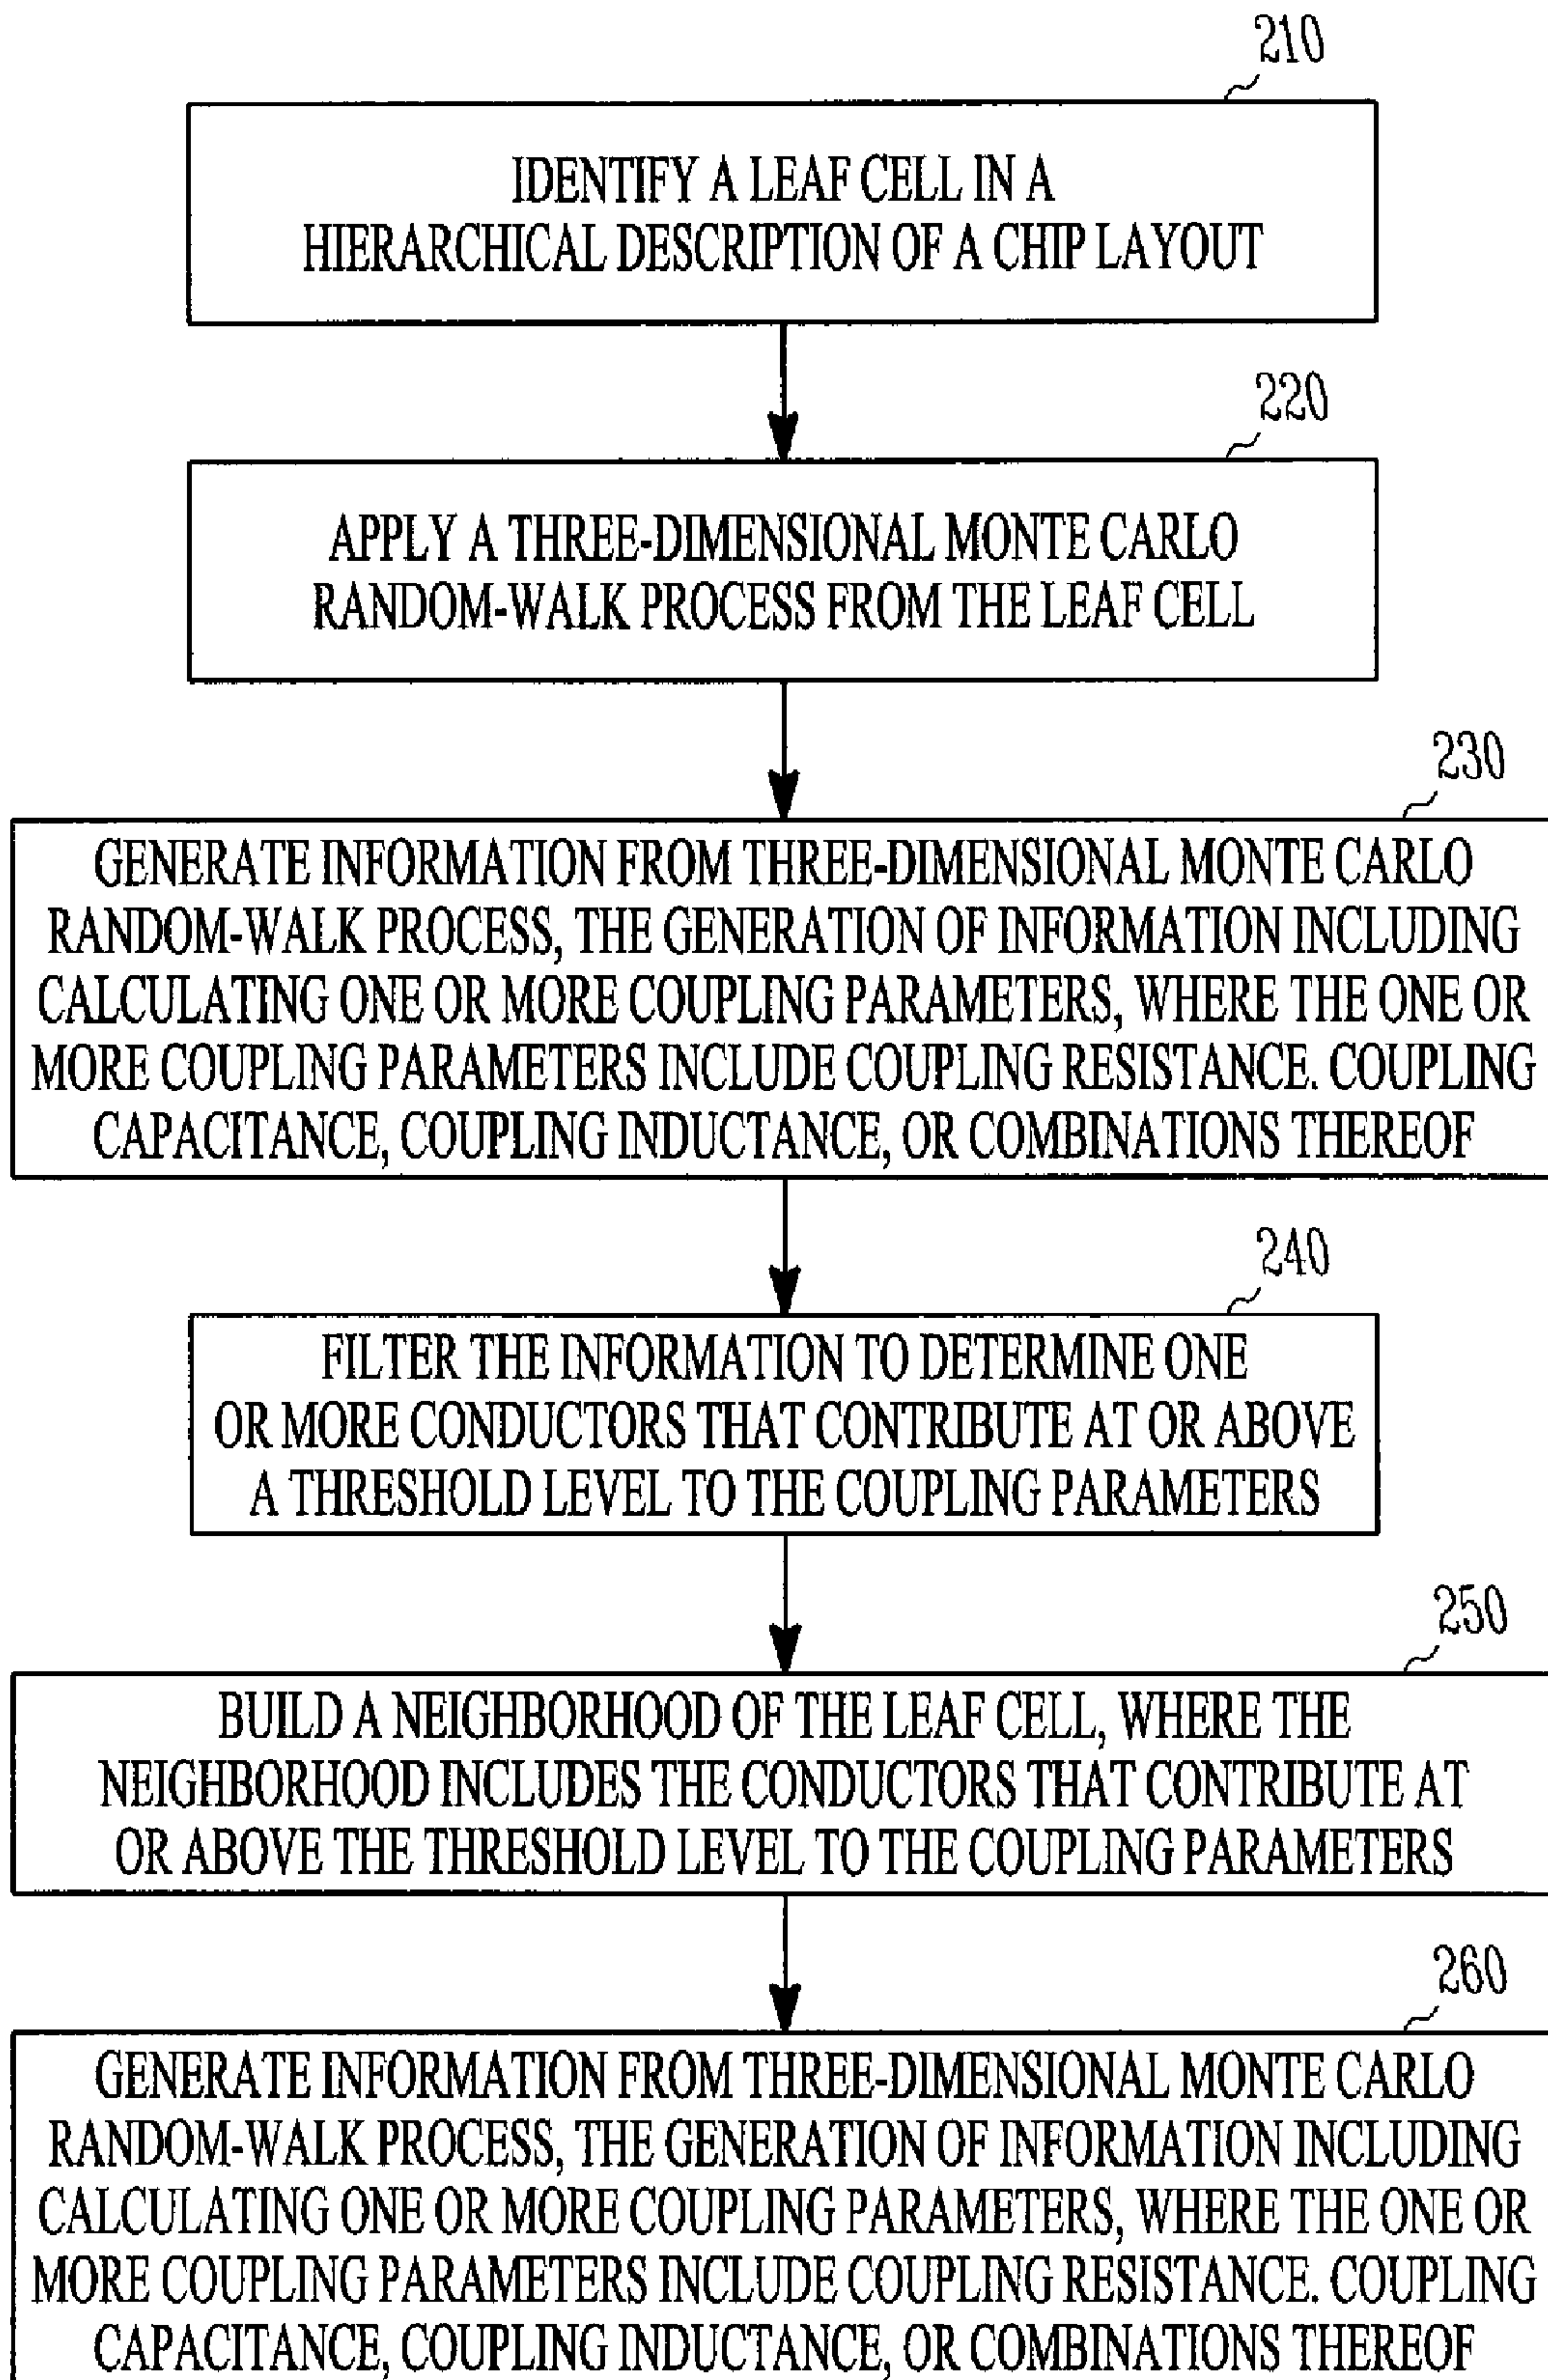 210
IDENTIFY A LEAF CELL IN A
HIERARCHICAL DESCRIPTION OF A CHIP LAYOUT
220
APPLY A THREE-DIMENSIONAL MONTE CARLO
RANDOM-WALK PROCESS FROM THE LEAF CELL
230
GENERATE INFORMATION FROM THREE-DIMENSIONAL MONTE CARLO
RANDOM-WALK PROCESS, THE GENERATION OF INFORMATION INCLUDING
CALCULATING ONE OR MORE COUPLING PARAMETERS, WHERE THE ONE OR
MORE COUPLING PARAMETERS INCLUDE COUPLING RESISTANCE. COUPLING
CAPACITANCE, COUPLING INDUCTANCE, OR COMBINATIONS THEREOF
240
FILTER THE INFORMATION TO DETERMINE ONE
OR MORE CONDUCTORS THAT CONTRIBUTE AT OR ABOVE
A THRESHOLD LEVEL TO THE COUPLING PARAMETERS
250
BUILD A NEIGHBORHOOD OF THE LEAF CELL, WHERE THE
NEIGHBORHOOD INCLUDES THE CONDUCTORS THAT CONTRIBUTE AT
OR ABOVE THE THRESHOLD LEVEL TO THE COUPLING PARAMETERS
260
GENERATE INFORMATION FROM THREE-DIMENSIONAL MONTE CARLO
RANDOM-WALK PROCESS, THE GENERATION OF INFORMATION INCLUDING
CALCULATING ONE OR MORE COUPLING PARAMETERS, WHERE THE ONE OR
MORE COUPLING PARAMETERS INCLUDE COUPLING RESISTANCE. COUPLING
CAPACITANCE, COUPLING INDUCTANCE, OR COMBINATIONS THEREOF